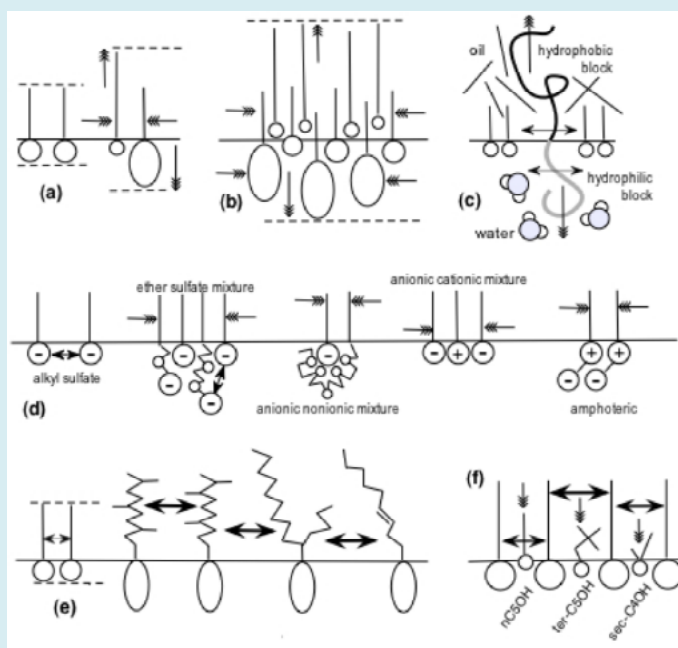 (a)
(b)
oil
hydrophobic
block
hydrophilic
block
water
(c)
ether sulfate mixture
anionic cationic mixture
- - - - + - + +
alkyl sulfate
- - - -
anionic nonionic mixture
amphoteric
(d)
(e)
(f)
nC5OH
ter-C5OH
sec-C4OH